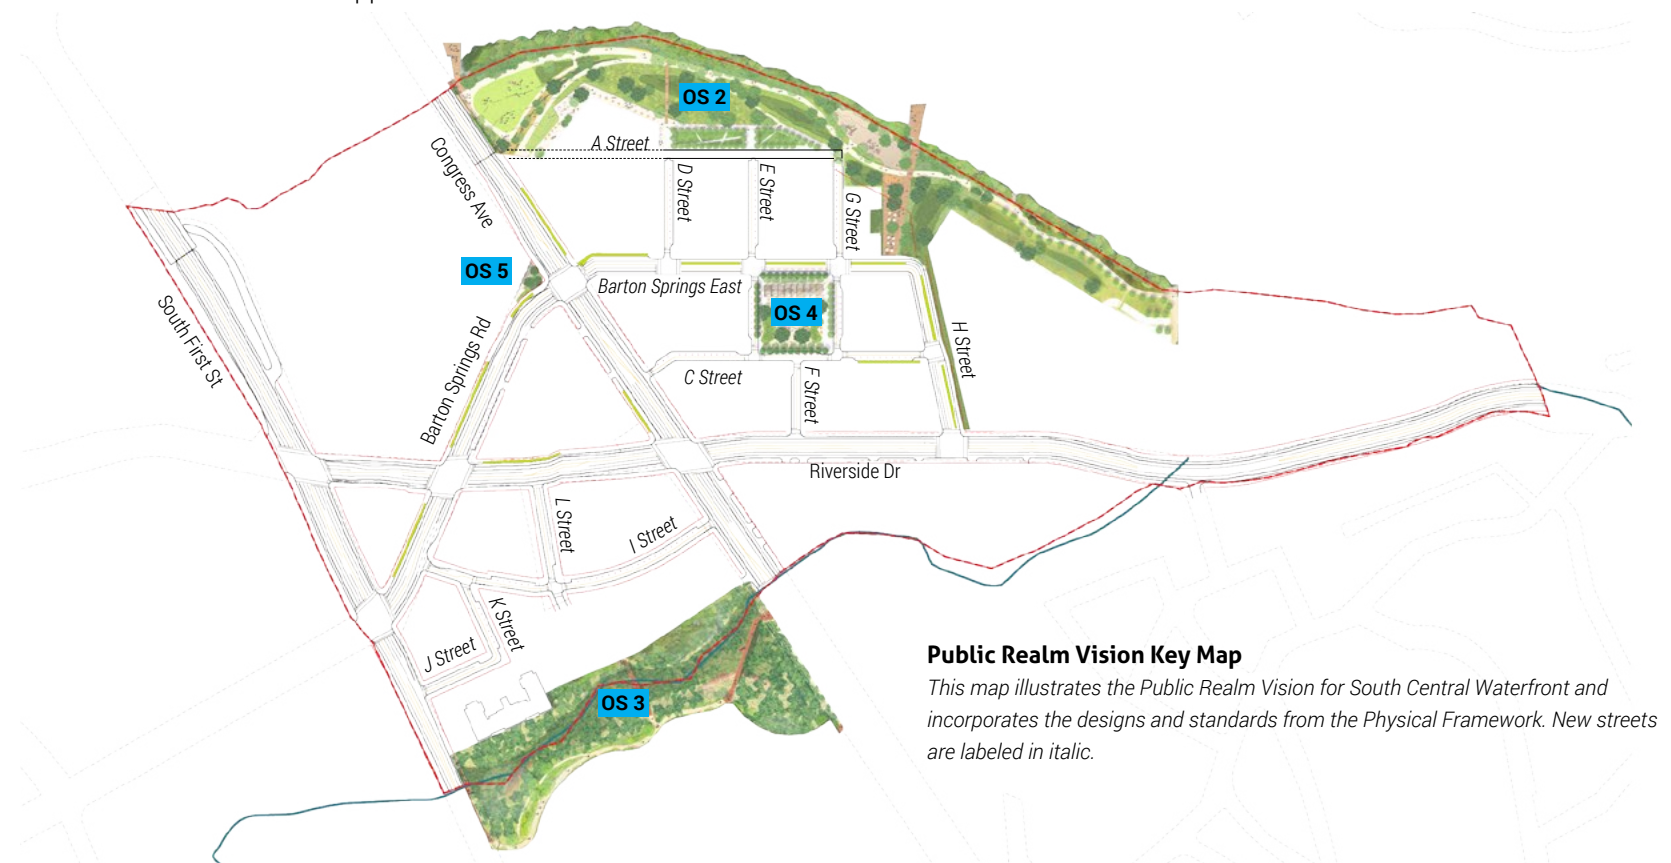 OS 2
A Street
Congress Ave
D Street
E Street
G Street
OS 5
Barton Springs East
OS 4
South First St
Barton Springs Rd
H Street
C Street
F Street
Riverside Dr
L Street
I Street
K Street
J Street
OS 3
Public Realm Vision Key Map
This map illustrates the Public Realm Vision for South Central Waterfront and
incorporates the designs and standards from the Physical Framework. New streets
are labeled in italic.